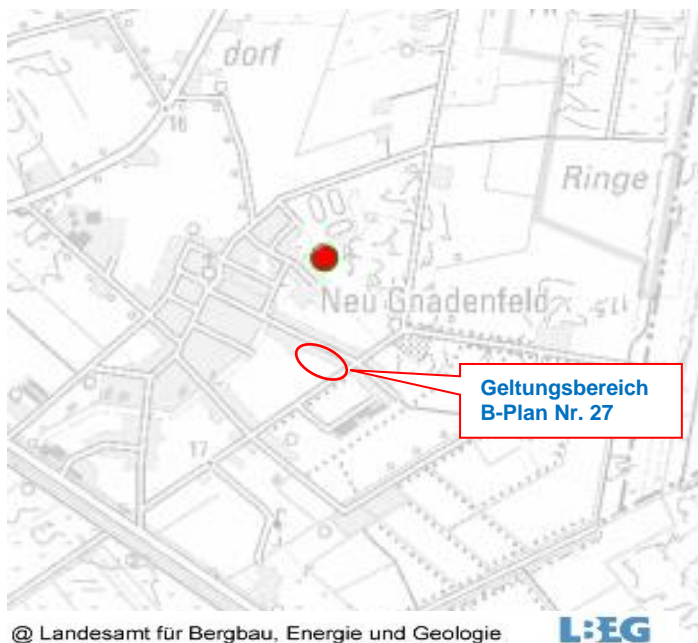 dorf
16
Ringe
Neu Gnadenfeld
Geltungsbereich
B-Plan Nr. 27
17
@ Landesamt für Bergbau, Energie und Geologie
LBEG